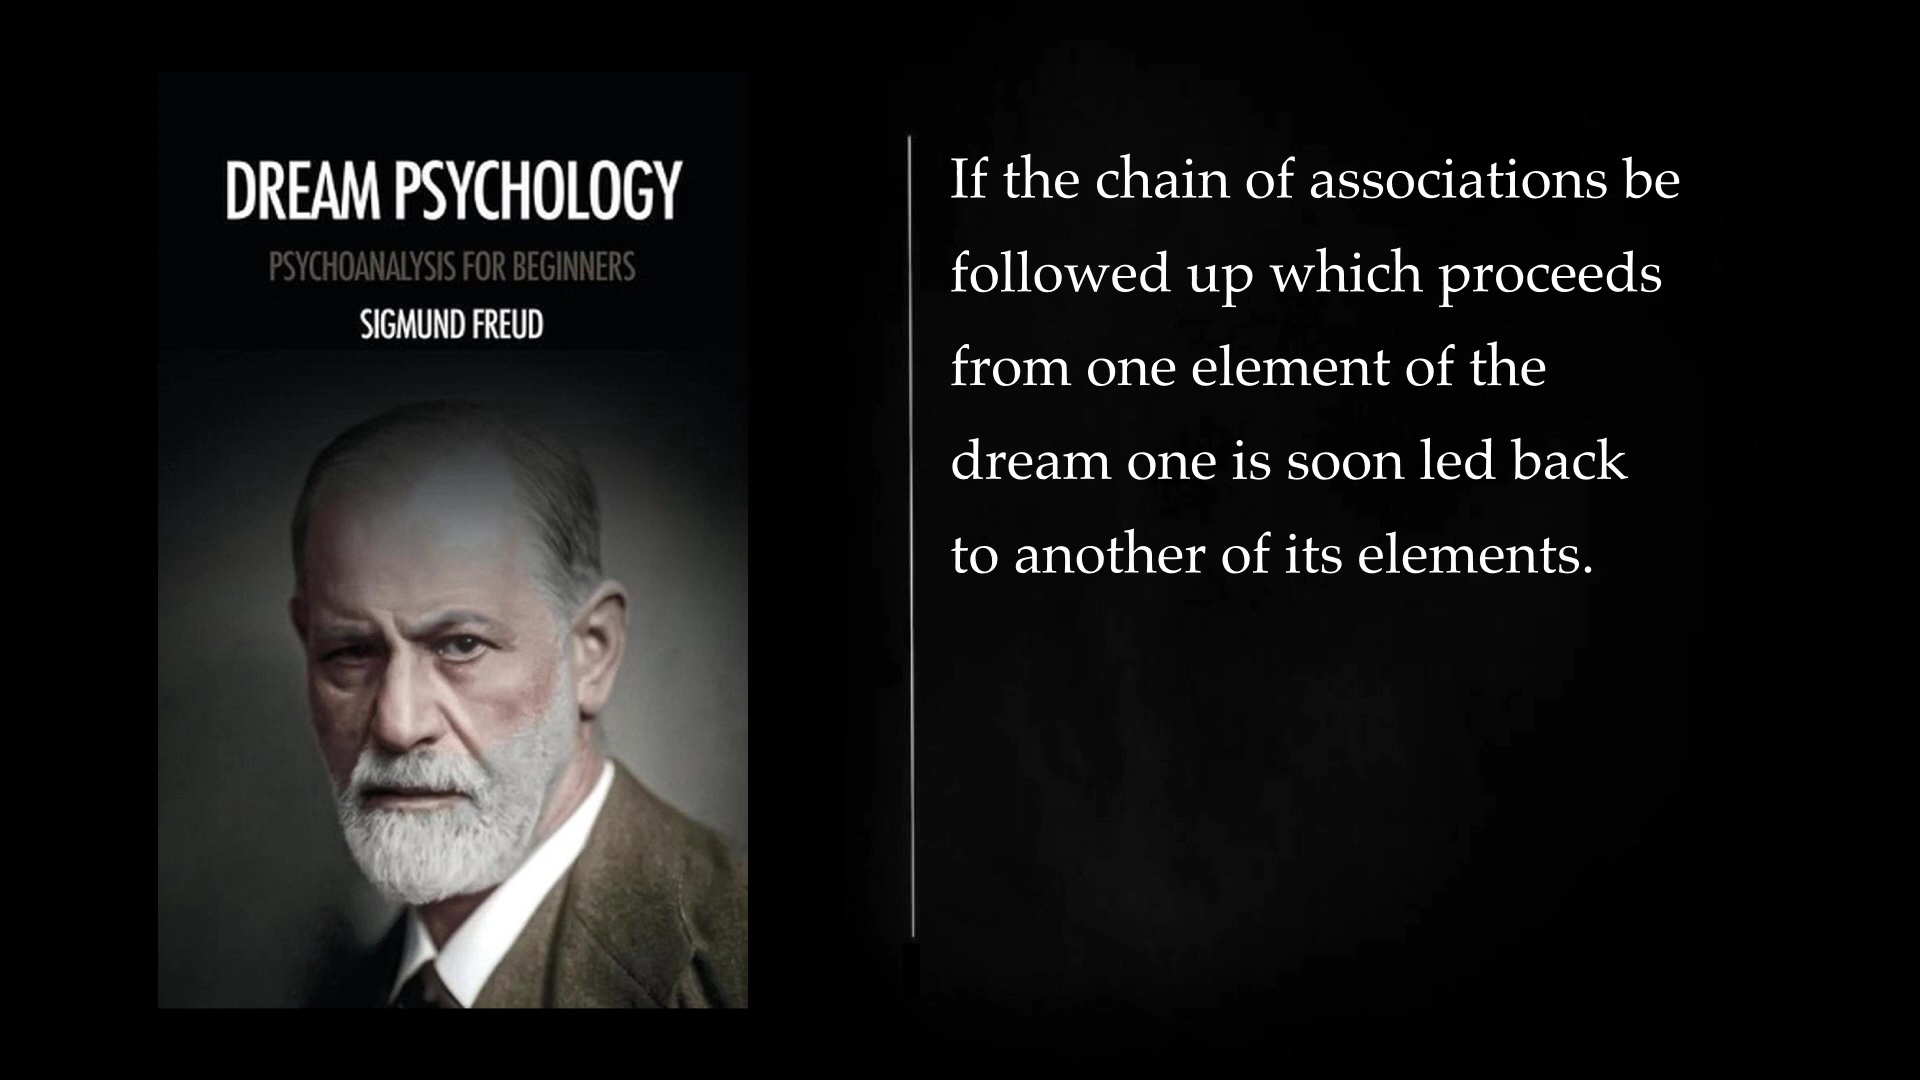 DREAM PSYCHOLOGY
PSYCHOANALYSIS FOR BEGINNERS
SIGMUND FREUD
If the chain of associations be
followed up which proceeds
from one element of the
dream one is soon led back
to another of its elements.